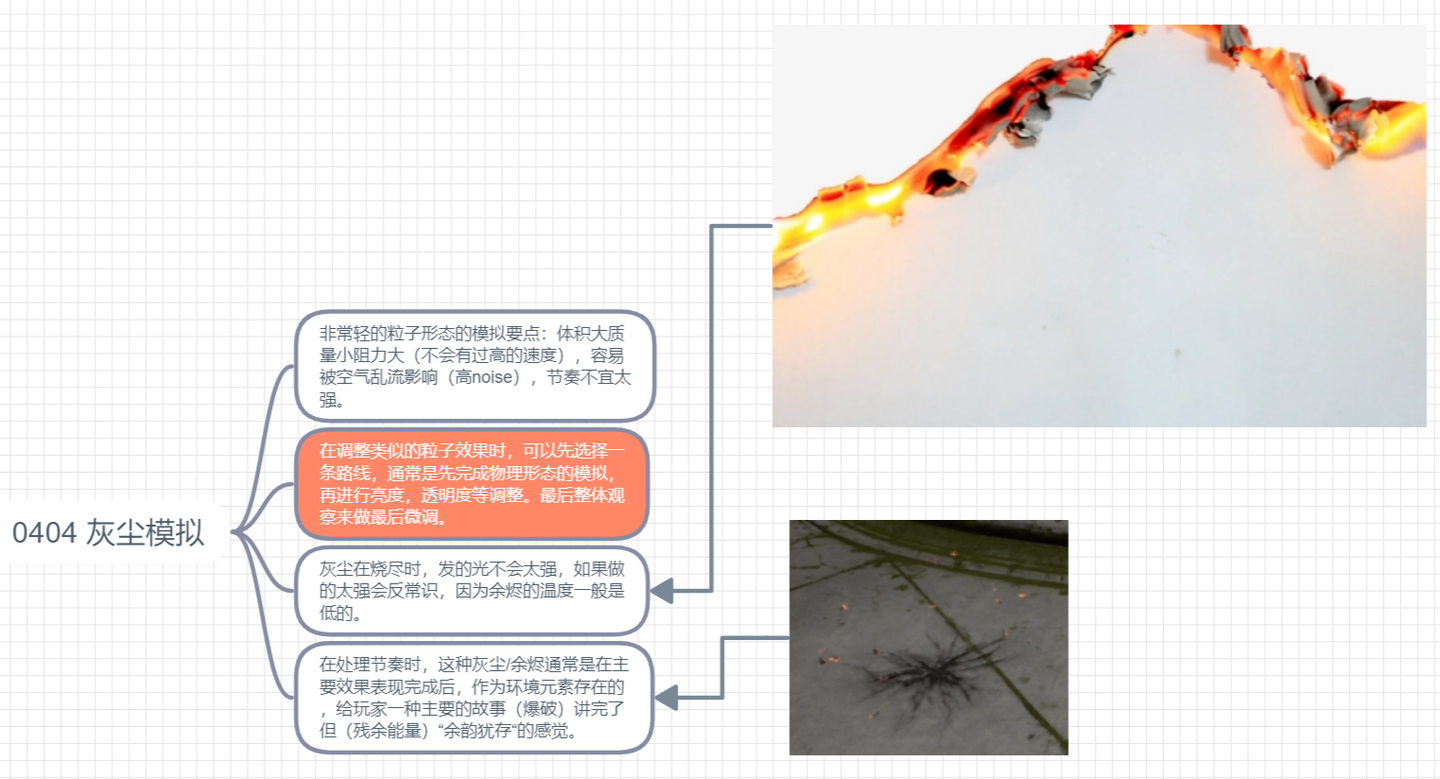 非常轻的粒子形态的模拟要点：体积大质
量小阻力大（不会有过高的速度），容易
被空气乱流影响（高noise），节奏不宜太
强。
在调整类似的粒子效果时，可以先选择一
条路线，通常是先完成物理形态的模拟，
再进行亮度，透明度等调整。最后整体观
察来做最后微调。
0404 灰尘模拟
灰尘在烧尽时，发的光不会太强，如果做
的太强会反常识，因为余烬的温度一般是
低的。
在处理节奏时，这种灰尘/余烬通常是在主
要效果表现完成后，作为环境元素存在的
，给玩家一种主要的故事（爆破）讲完了
但（残余能量）“余韵犹存“的感觉。